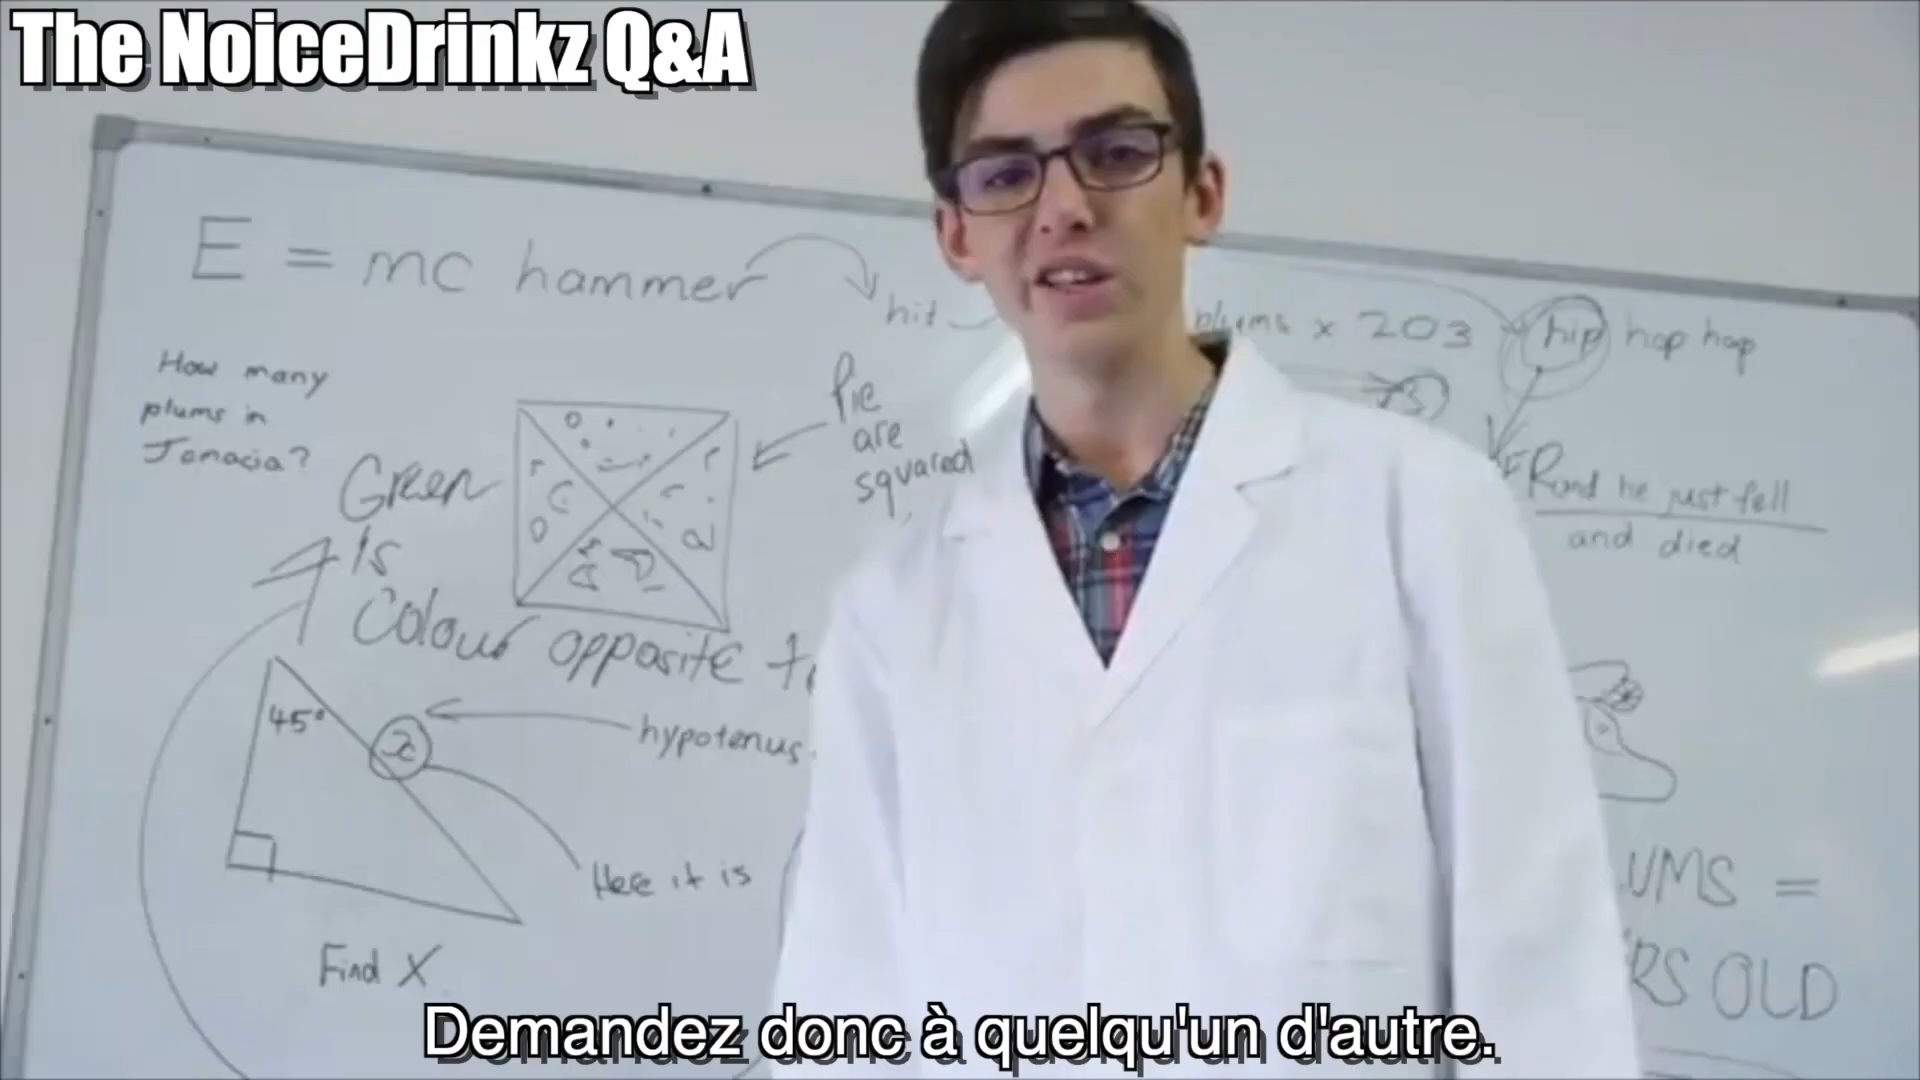 The NoiceDrinkz Q&A
E = mc hammer
hit
plums x 203
hip hop hop
How many
plums in
Jamacia?
Pie
are
squared
Green
is
Colour opposite
and he just fell
and died
45°
x
hypotenus
Here it is
Find X
UMS =
RS OLD
Demandez donc à quelqu'un d'autre.